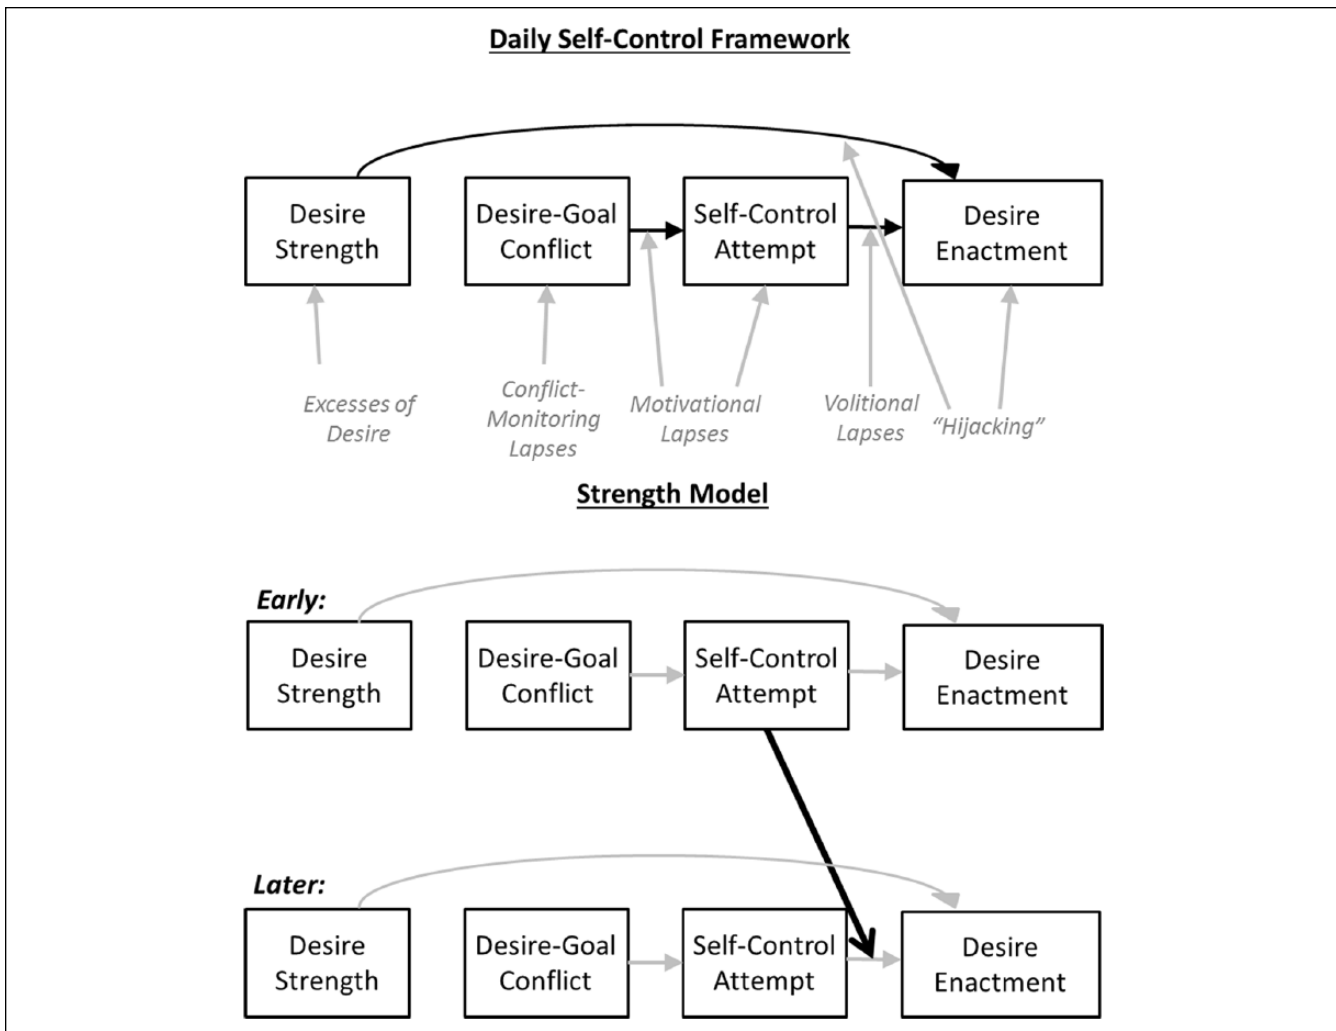 Daily Self-Control Framework
Desire
Strength
Desire-Goal
Conflict
Self-Control
Attempt
Desire
Enactment
Excesses of
Desire
Conflict-
Monitoring
Lapses
Motivational
Lapses
Volitional
Lapses
“Hijacking”
Strength Model
Early:
Desire
Strength
Desire-Goal
Conflict
Self-Control
Attempt
Desire
Enactment
Later:
Desire
Strength
Desire-Goal
Conflict
Self-Control
Attempt
Desire
Enactment